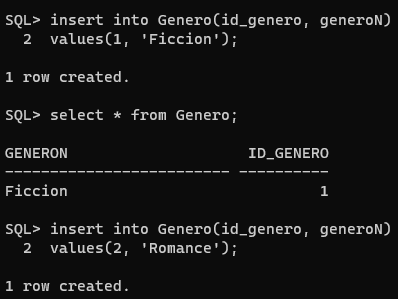 SQL> insert into Genero(id_genero, generoN)
  2  values(1, 'Ficcion');
1 row created.
SQL> select * from Genero;
GENERON                    ID_GENERO
------------------------- ----------
Ficcion                            1
SQL> insert into Genero(id_genero, generoN)
  2  values(2, 'Romance');
1 row created.